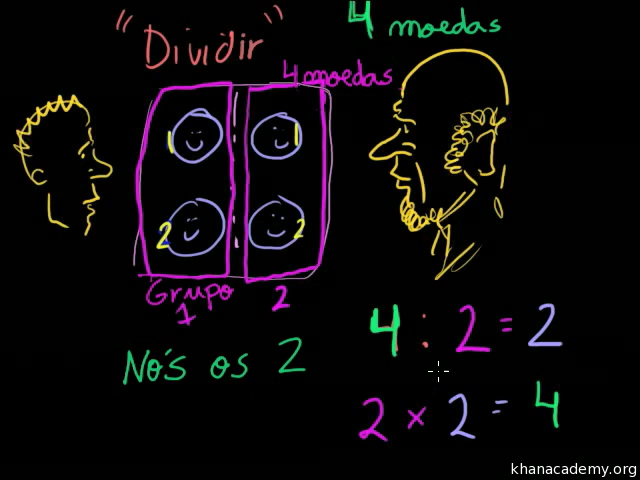 4 moedas
"Dividir"
4 moedas
1 1
2 2
Grupo 2
1
4 : 2 = 2
Nós os 2
2 × 2 = 4
khanacademy.org